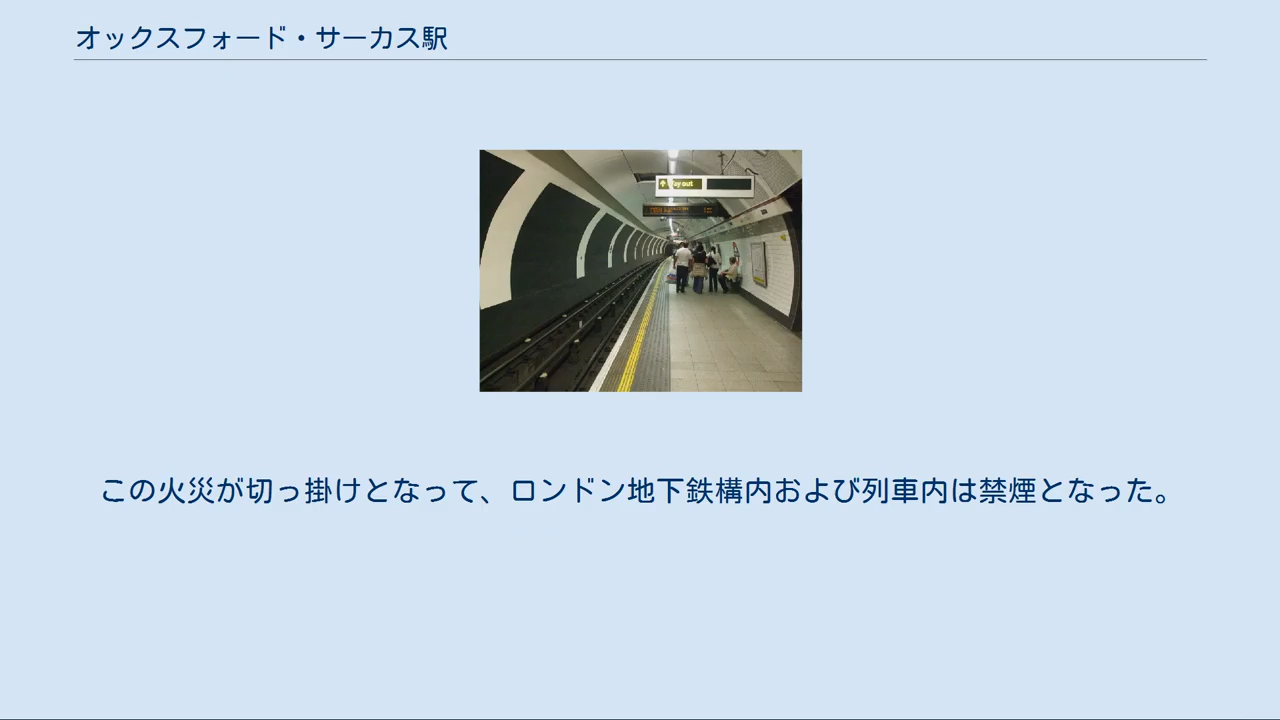 オックスフォード・サーカス駅
Way out
この火災が切っ掛けとなって、ロンドン地下鉄構内および列車内は禁煙となった。